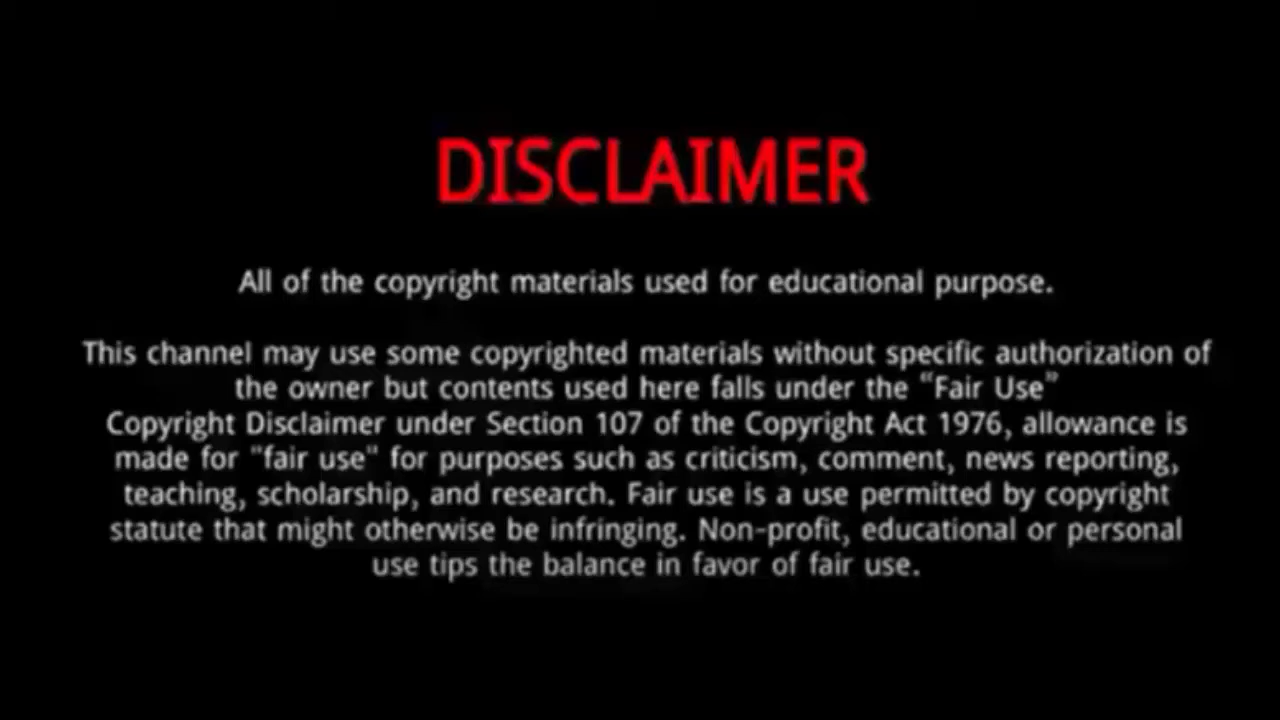 DISCLAIMER
All of the copyright materials used for educational purpose.
This channel may use some copyrighted materials without specific authorization of
the owner but contents used here falls under the “Fair Use”
Copyright Disclaimer under Section 107 of the Copyright Act 1976, allowance is
made for "fair use" for purposes such as criticism, comment, news reporting,
teaching, scholarship, and research. Fair use is a use permitted by copyright
statute that might otherwise be infringing. Non-profit, educational or personal
use tips the balance in favor of fair use.